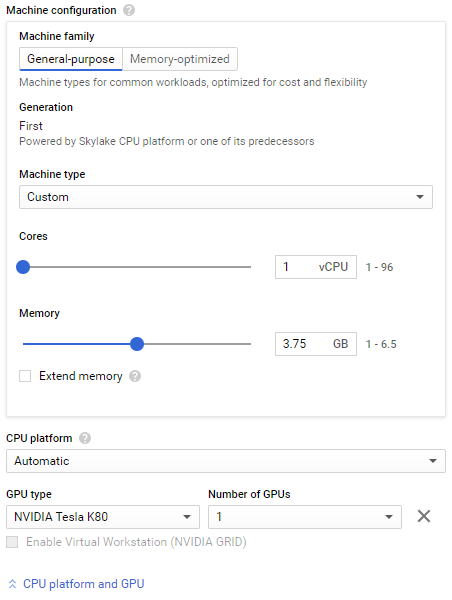 Machine configuration ?
Machine family
General-purpose Memory-optimized
Machine types for common workloads, optimized for cost and flexibility
Generation
First
Powered by Skylake CPU platform or one of its predecessors
Machine type
Custom
Cores
1 vCPU 1 - 96
Memory
3.75 GB 1 - 6.5
Extend memory ?
CPU platform ?
Automatic
GPU type Number of GPUs
NVIDIA Tesla K80 1
Enable Virtual Workstation (NVIDIA GRID)
CPU platform and GPU